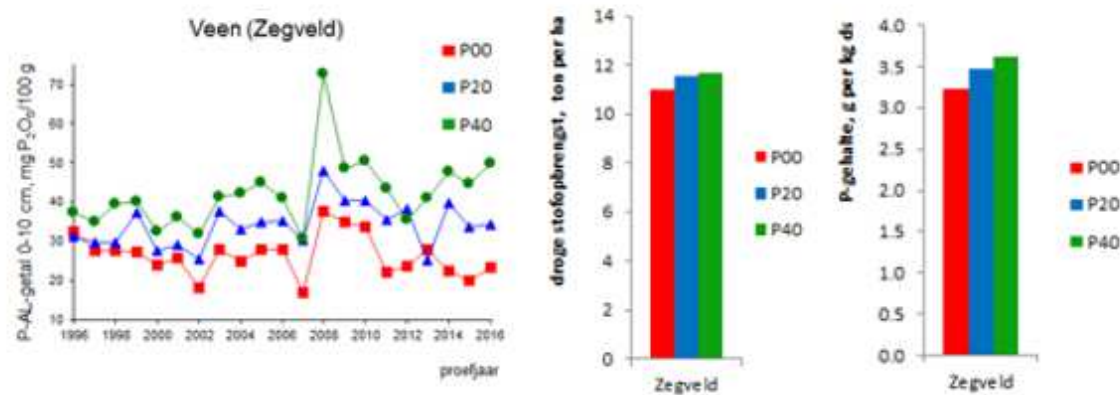 Veen (Zegveld)
P00
P20
P40
P-AL-getal 0-10 cm, mg P₂O₅/100 g
70
60
50
40
30
20
10
1996
1998
2000
2002
2004
2006
2008
2010
2012
2014
2016
proefjaar
droge stofopbrengst, ton per ha
14
12
10
8
6
4
2
0
Zegveld
P00
P20
P40
P-gehalte, g per kg ds
4.0
3.5
3.0
2.5
2.0
1.5
1.0
0.5
0.0
Zegveld
P00
P20
P40